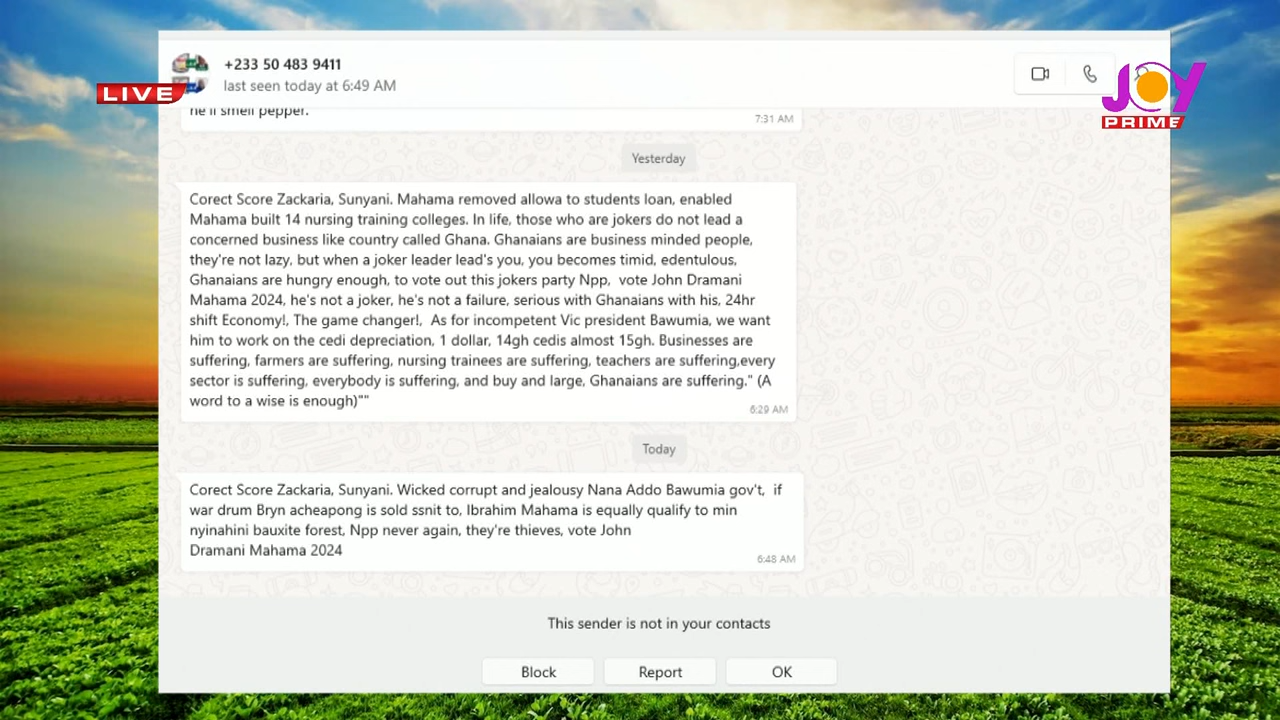 +233 50 483 9411
last seen today at 6:49 AM
LIVE
JOY
PRIME
he'll smell pepper.
7:31 AM
Yesterday
Corect Score Zackaria, Sunyani. Mahama removed allowa to students loan, enabled
Mahama built 14 nursing training colleges. In life, those who are jokers do not lead a
concerned business like country called Ghana. Ghanaians are business minded people,
they're not lazy, but when a joker leader lead's you, you becomes timid, edentulous,
Ghanaians are hungry enough, to vote out this jokers party Npp, vote John Dramani
Mahama 2024, he's not a joker, he's not a failure, serious with Ghanaians with his, 24hr
shift Economy!, The game changer!, As for incompetent Vic president Bawumia, we want
him to work on the cedi depreciation, 1 dollar, 14gh cedis almost 15gh. Businesses are
suffering, farmers are suffering, nursing trainees are suffering, teachers are suffering,every
sector is suffering, everybody is suffering, and buy and large, Ghanaians are suffering." (A
word to a wise is enough)""
6:29 AM
Today
Corect Score Zackaria, Sunyani. Wicked corrupt and jealousy Nana Addo Bawumia gov't, if
war drum Bryn acheapong is sold ssnit to, Ibrahim Mahama is equally qualify to min
nyinahini bauxite forest, Npp never again, they're thieves, vote John
Dramani Mahama 2024
6:48 AM
This sender is not in your contacts
Block
Report
OK